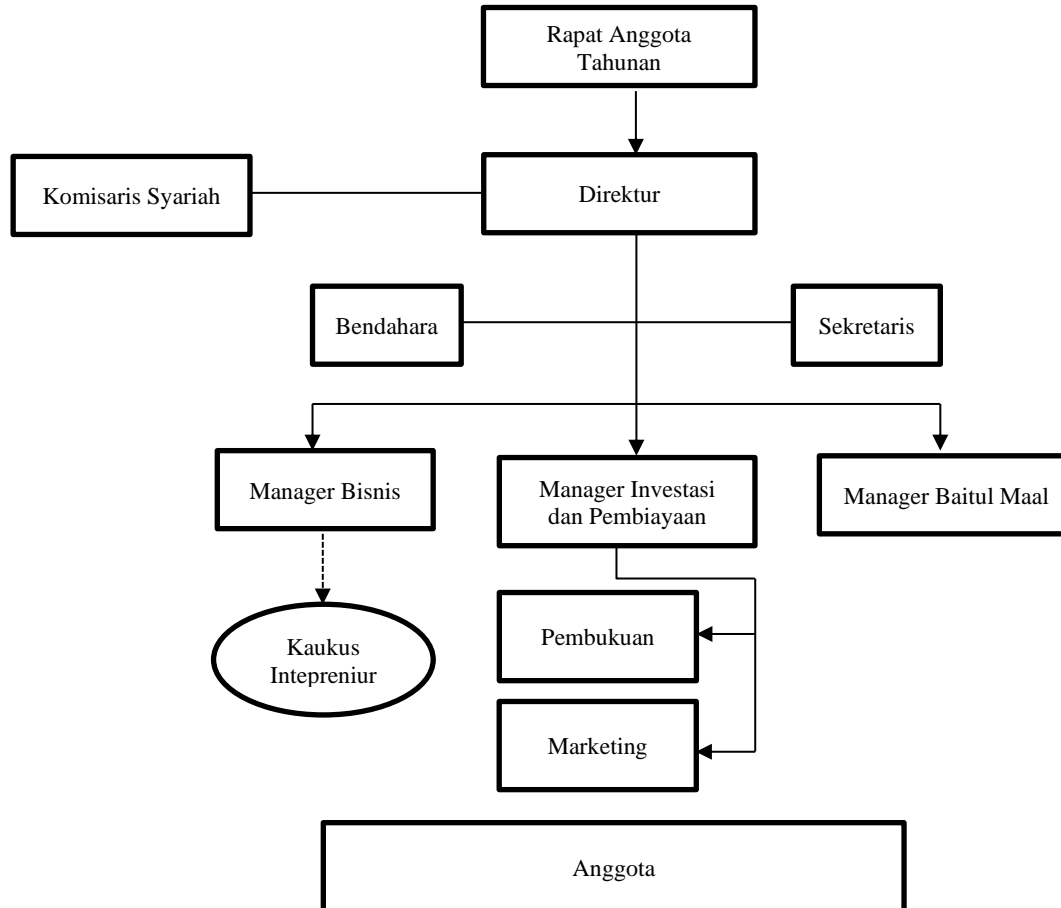 Rapat Anggota
Tahunan
Komisaris Syariah
Direktur
Bendahara
Sekretaris
Manager Bisnis
Manager Investasi
dan Pembiayaan
Manager Baitul Maal
Kaukus
Intepreniur
Pembukuan
Marketing
Anggota